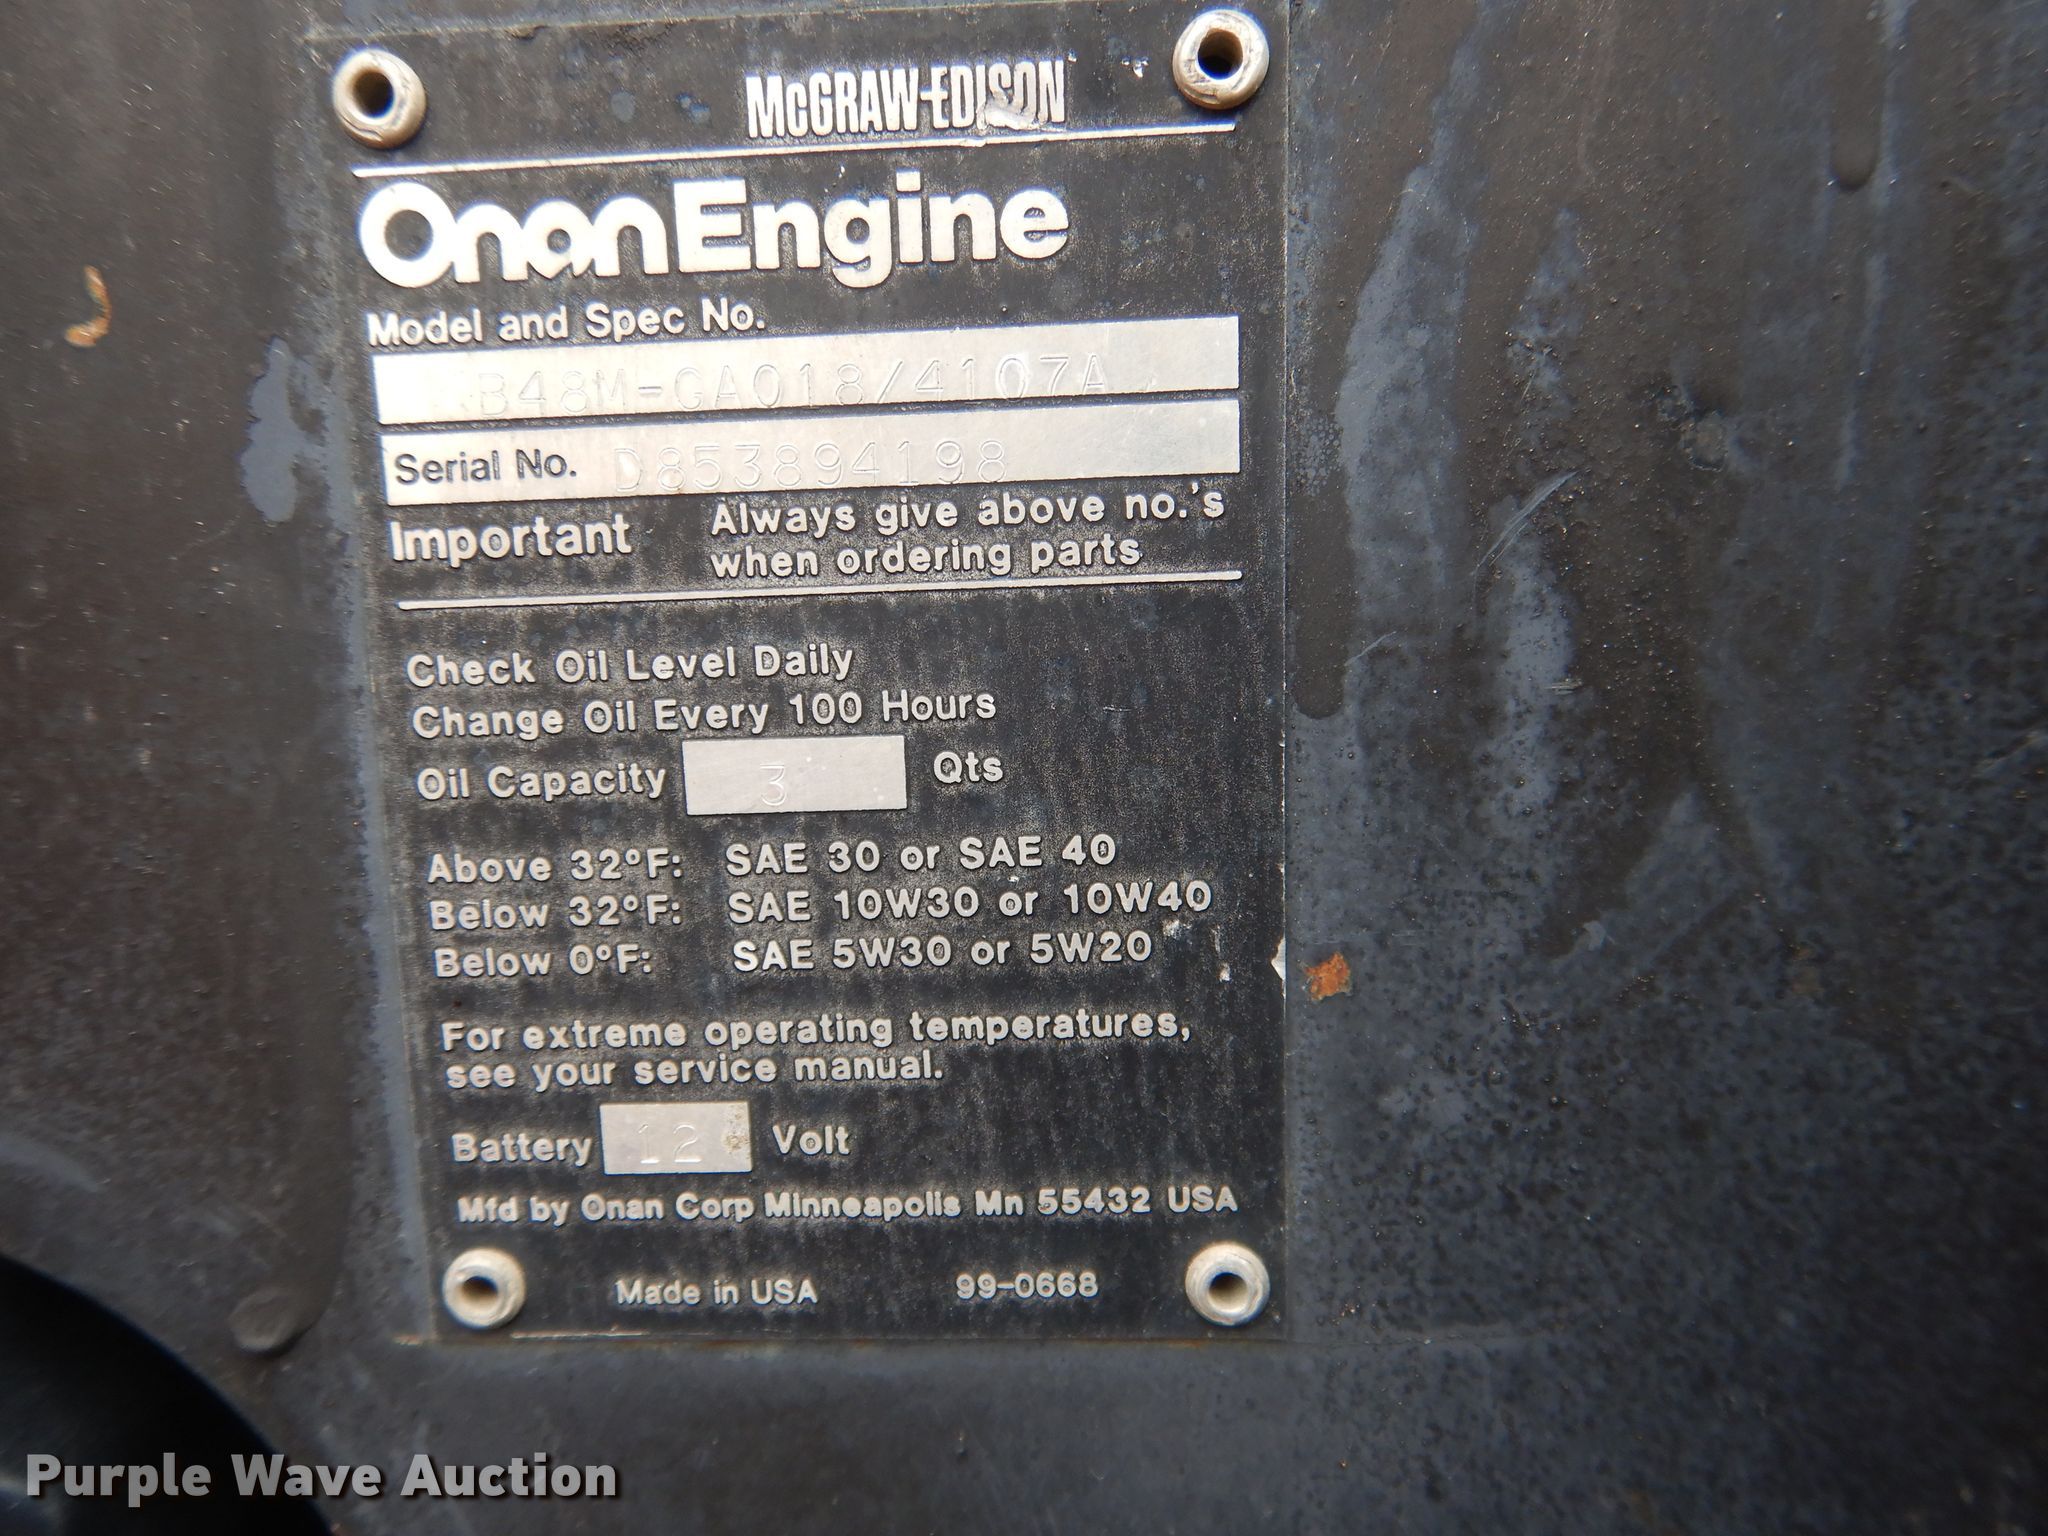 McGRAW-EDISON
Onan Engine
Model and Spec No.
B48M-GA018/4107A
Serial No. D853894198
Important Always give above no.'s
when ordering parts
Check Oil Level Daily
Change Oil Every 100 Hours
Oil Capacity 3 Qts
Above 32°F: SAE 30 or SAE 40
Below 32°F: SAE 10W30 or 10W40
Below 0°F: SAE 5W30 or 5W20
For extreme operating temperatures,
see your service manual.
Battery 12 Volt
Mfd by Onan Corp Minneapolis Mn 55432 USA
Made in USA 99-0668
Purple Wave Auction